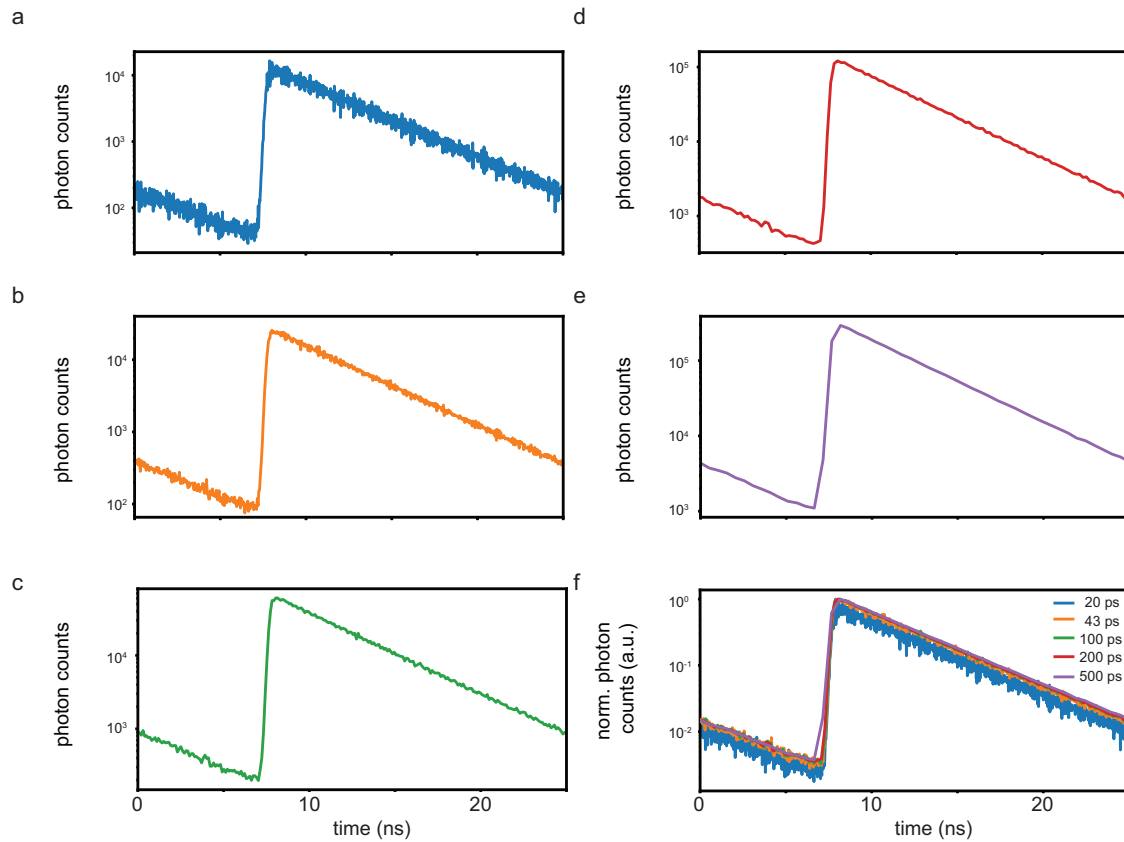 a
photon counts
10⁴
10³
10²
b
photon counts
10⁴
10³
10²
c
photon counts
10⁴
10³
0
10
20
time (ns)
d
photon counts
10⁵
10⁴
10³
e
photon counts
10⁵
10⁴
10³
f
norm. photon
counts (a.u.)
10⁰
10⁻¹
10⁻²
20 ps
43 ps
100 ps
200 ps
500 ps
0
10
20
time (ns)